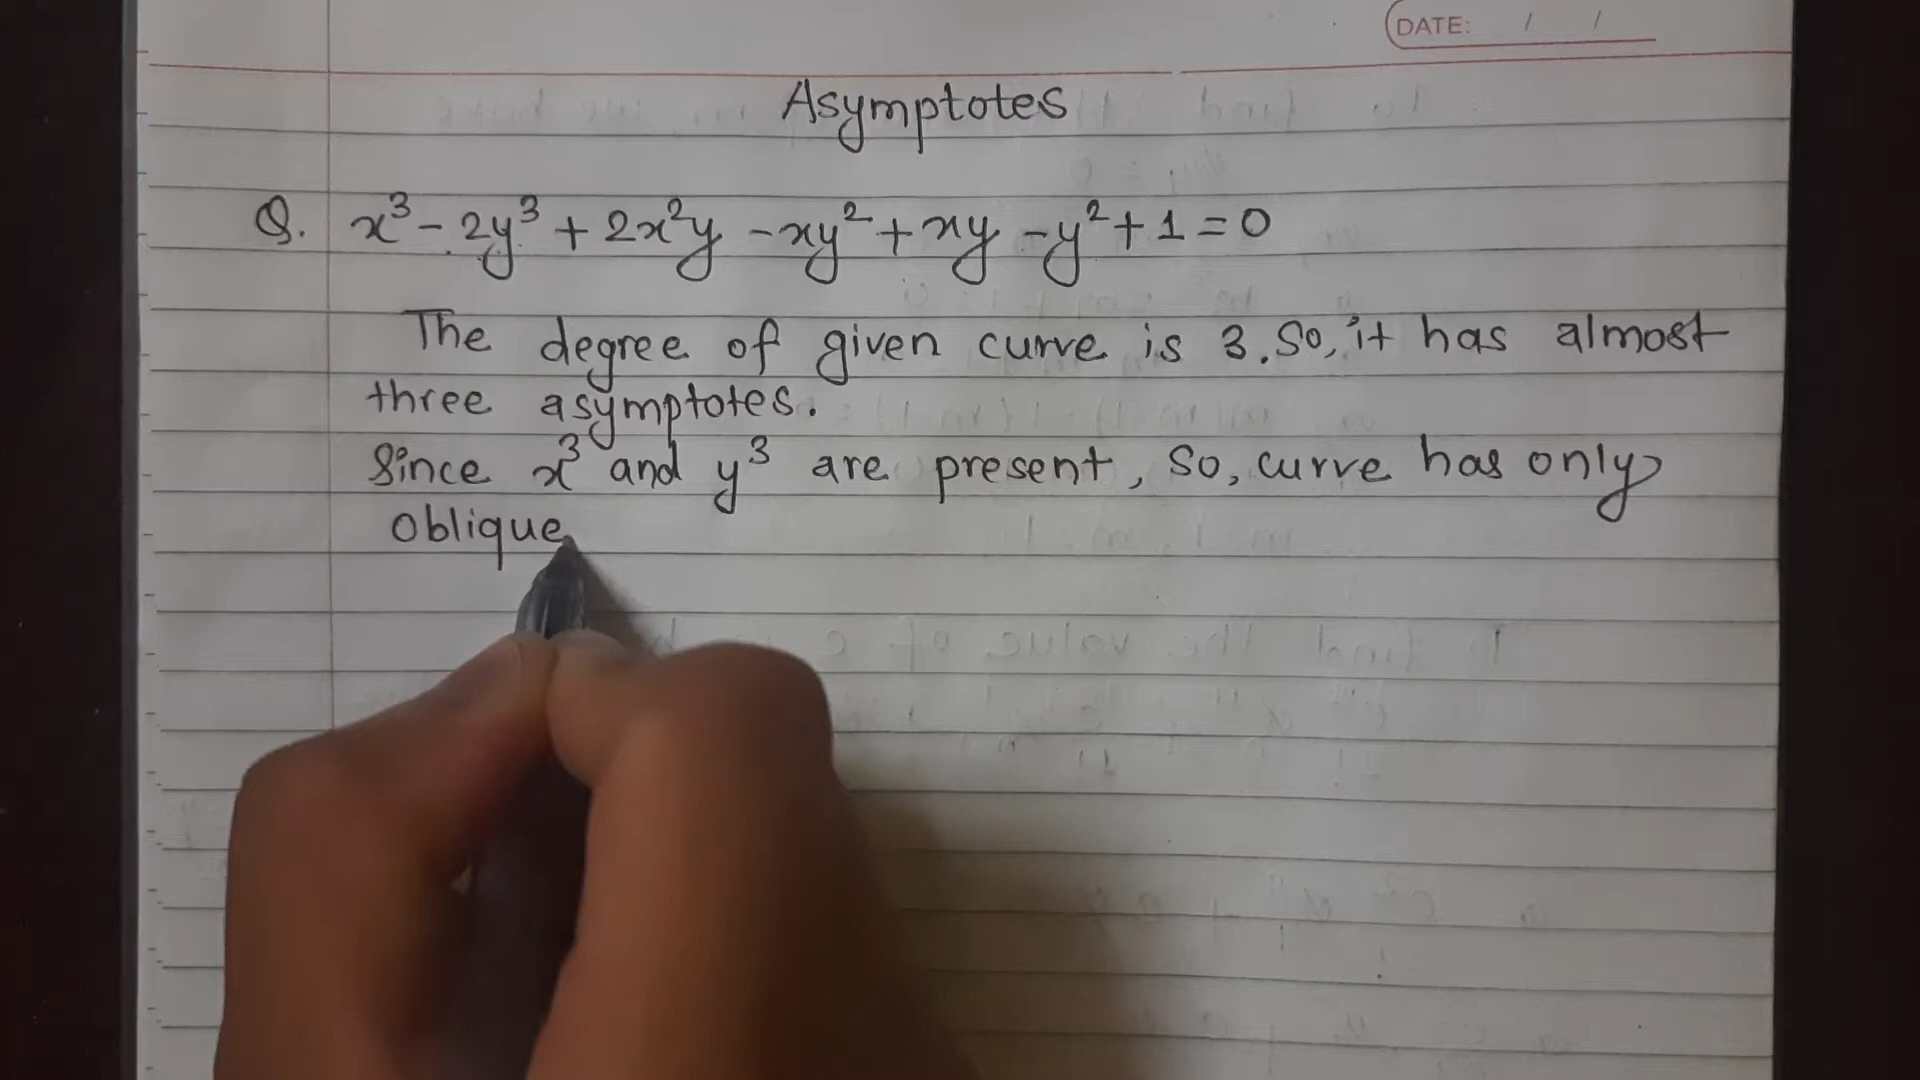 DATE: / /
Asymptotes
Q. x³ - 2y³ + 2x²y - xy² + xy - y² + 1 = 0
The degree of given curve is 3. So, it has almost
three asymptotes.
Since x³ and y³ are present, so, curve has only
oblique